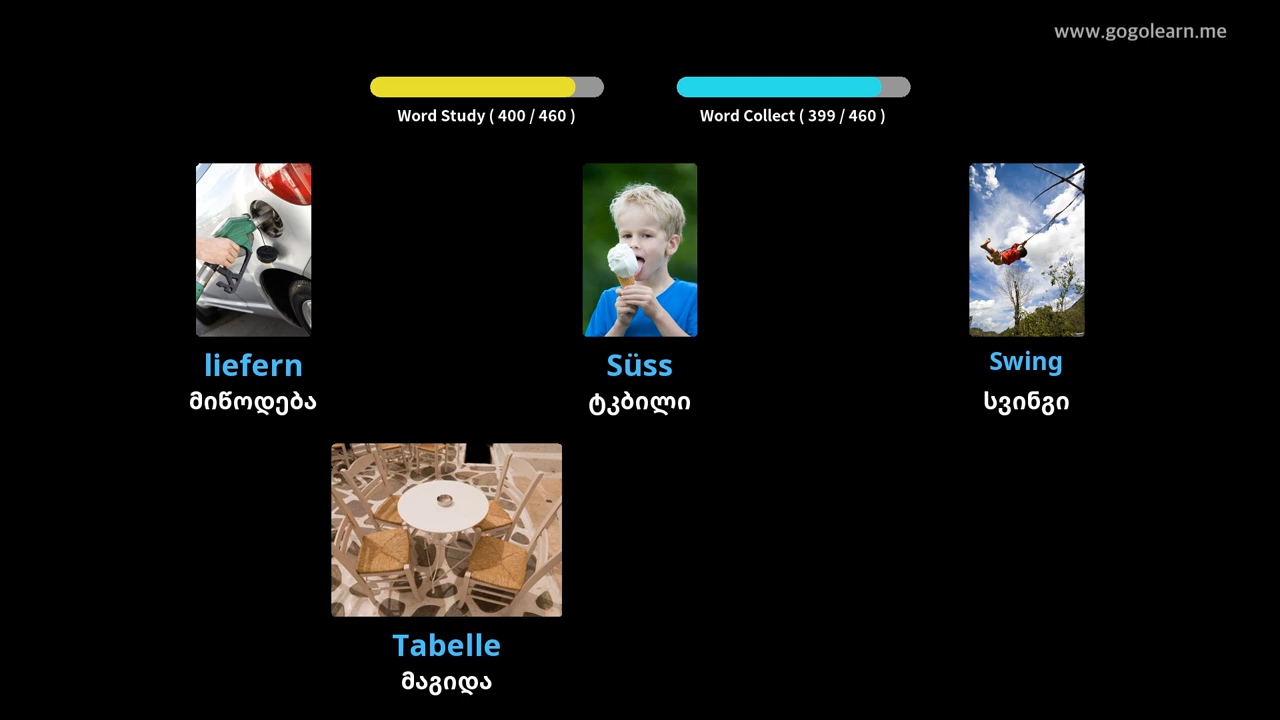 www.gogolearn.me
Word Study ( 400 / 460 )
Word Collect ( 399 / 460 )
liefern
მიწოდება
Süss
ტკბილი
Swing
სვინგი
Tabelle
მაგიდა